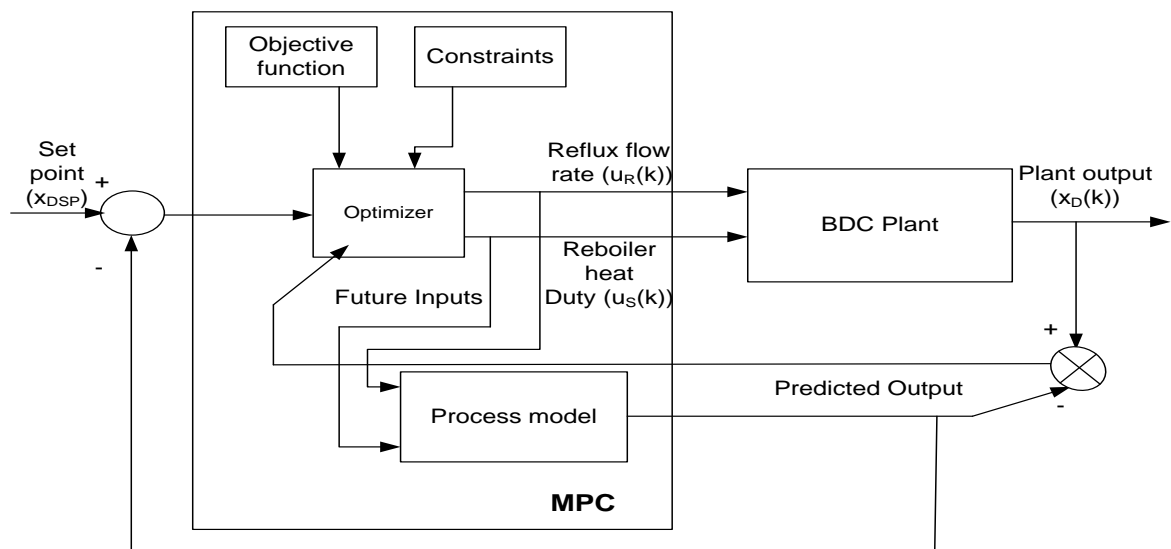 Objective
function
Constraints
Set
point
(xDSP)
+
-
Optimizer
Reflux flow
rate (uR(k))
Reboiler
heat
Duty (uS(k))
BDC Plant
Plant output
(xD(k))
Future Inputs
+
-
Predicted Output
Process model
MPC